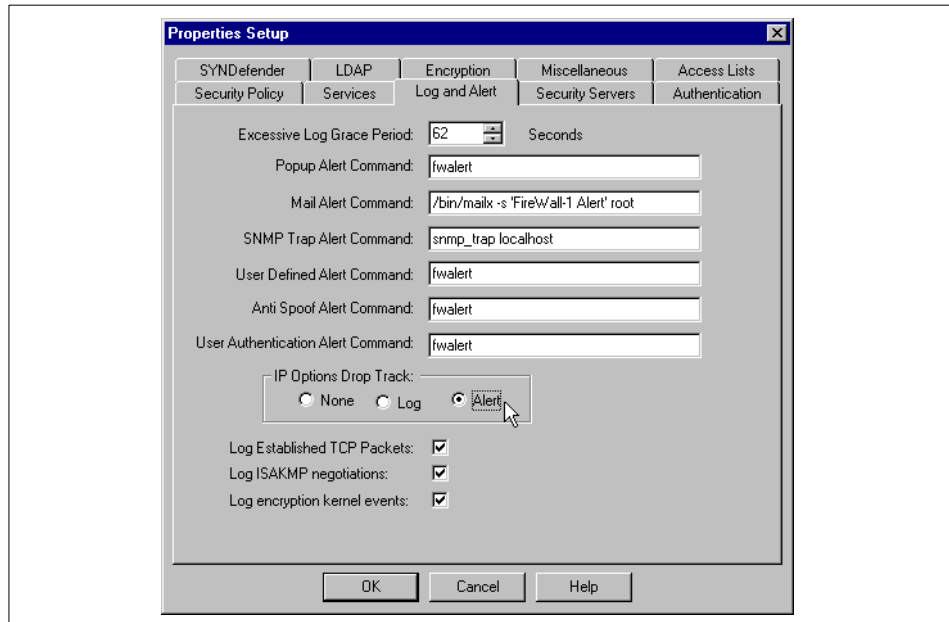 Properties Setup
SYNDefender LDAP Encryption Miscellaneous Access Lists
Security Policy Services Log and Alert Security Servers Authentication
Excessive Log Grace Period: 62 Seconds
Popup Alert Command: fwalert
Mail Alert Command: /bin/mailx -s 'FireWall-1 Alert' root
SNMP Trap Alert Command: snmp_trap localhost
User Defined Alert Command: fwalert
Anti Spoof Alert Command: fwalert
User Authentication Alert Command: fwalert
IP Options Drop Track:
None Log Alert
Log Established TCP Packets:
Log ISAKMP negotiations:
Log encryption kernel events:
OK Cancel Help